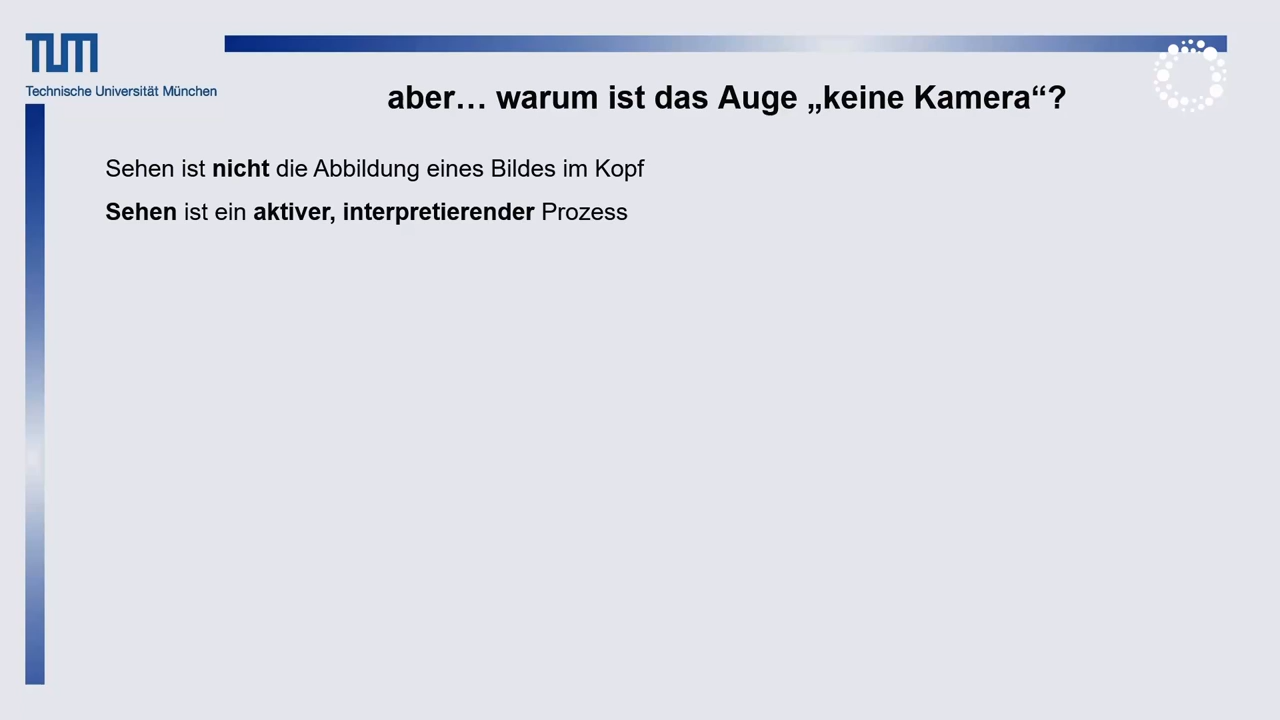 TUM
Technische Universität München
aber… warum ist das Auge „keine Kamera“?
Sehen ist nicht die Abbildung eines Bildes im Kopf
Sehen ist ein aktiver, interpretierender Prozess